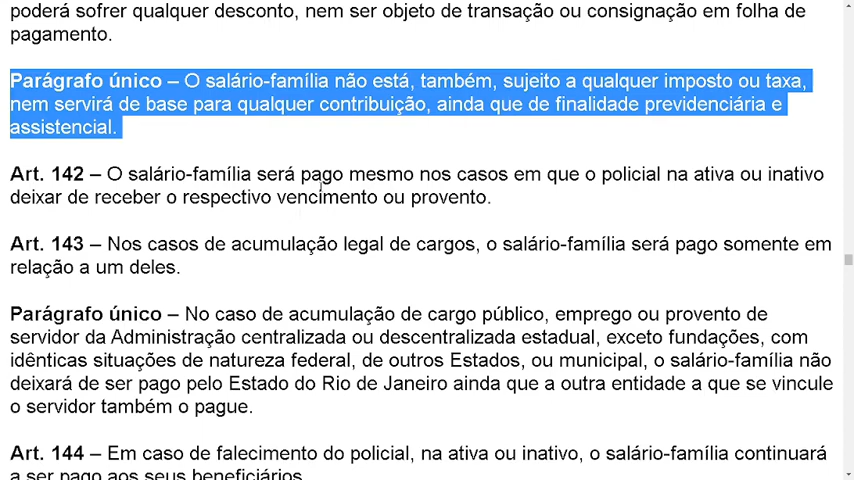 poderá sofrer qualquer desconto, nem ser objeto de transação ou consignação em folha de
pagamento.
Parágrafo único – O salário-família não está, também, sujeito a qualquer imposto ou taxa,
nem servirá de base para qualquer contribuição, ainda que de finalidade previdenciária e
assistencial.
Art. 142 – O salário-família será pago mesmo nos casos em que o policial na ativa ou inativo
deixar de receber o respectivo vencimento ou provento.
Art. 143 – Nos casos de acumulação legal de cargos, o salário-família será pago somente em
relação a um deles.
Parágrafo único – No caso de acumulação de cargo público, emprego ou provento de
servidor da Administração centralizada ou descentralizada estadual, exceto fundações, com
idênticas situações de natureza federal, de outros Estados, ou municipal, o salário-família não
deixará de ser pago pelo Estado do Rio de Janeiro ainda que a outra entidade a que se vincule
o servidor também o pague.
Art. 144 – Em caso de falecimento do policial, na ativa ou inativo, o salário-família continuará
a ser pago aos seus beneficiários